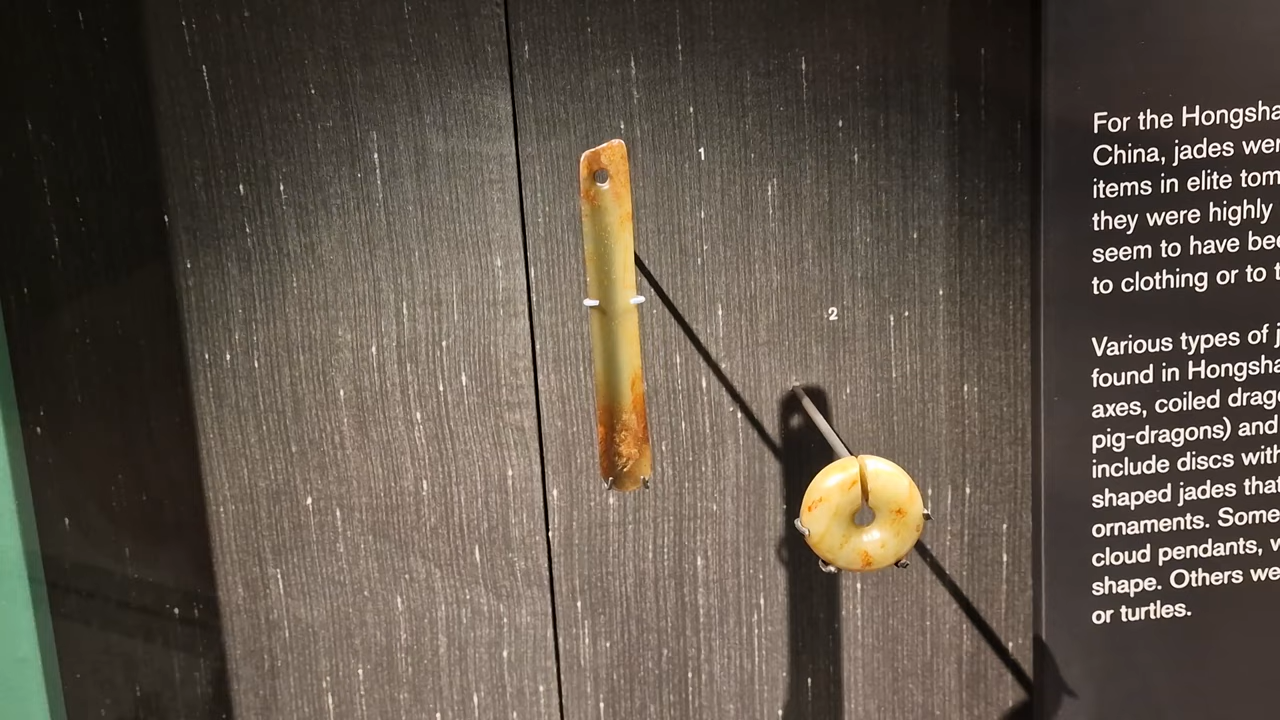 1
2
For the Hongsha
China, jades wer
items in elite tom
they were highly
seem to have bee
to clothing or to t
Various types of j
found in Hongsha
axes, coiled drag
pig-dragons) and
include discs with
shaped jades that
ornaments. Some
cloud pendants, w
shape. Others we
or turtles.